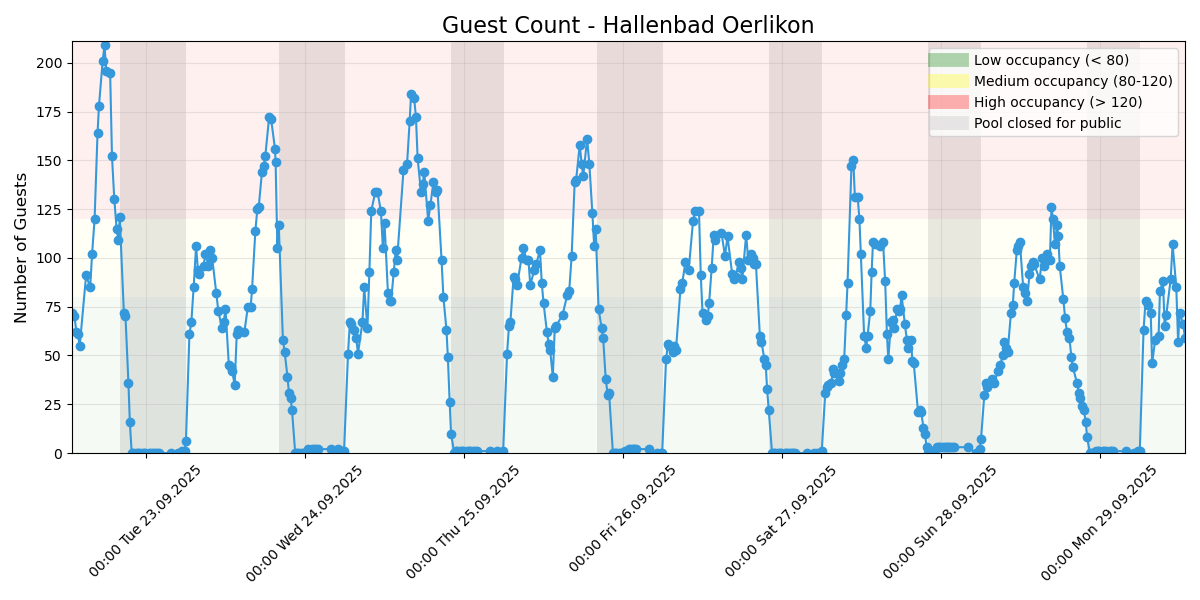 Guest Count - Hallenbad Oerlikon
Number of Guests
200
175
150
125
100
75
50
25
0
Low occupancy (< 80)
Medium occupancy (80-120)
High occupancy (> 120)
Pool closed for public
00:00 Tue 23.09.2025
00:00 Wed 24.09.2025
00:00 Thu 25.09.2025
00:00 Fri 26.09.2025
00:00 Sat 27.09.2025
00:00 Sun 28.09.2025
00:00 Mon 29.09.2025